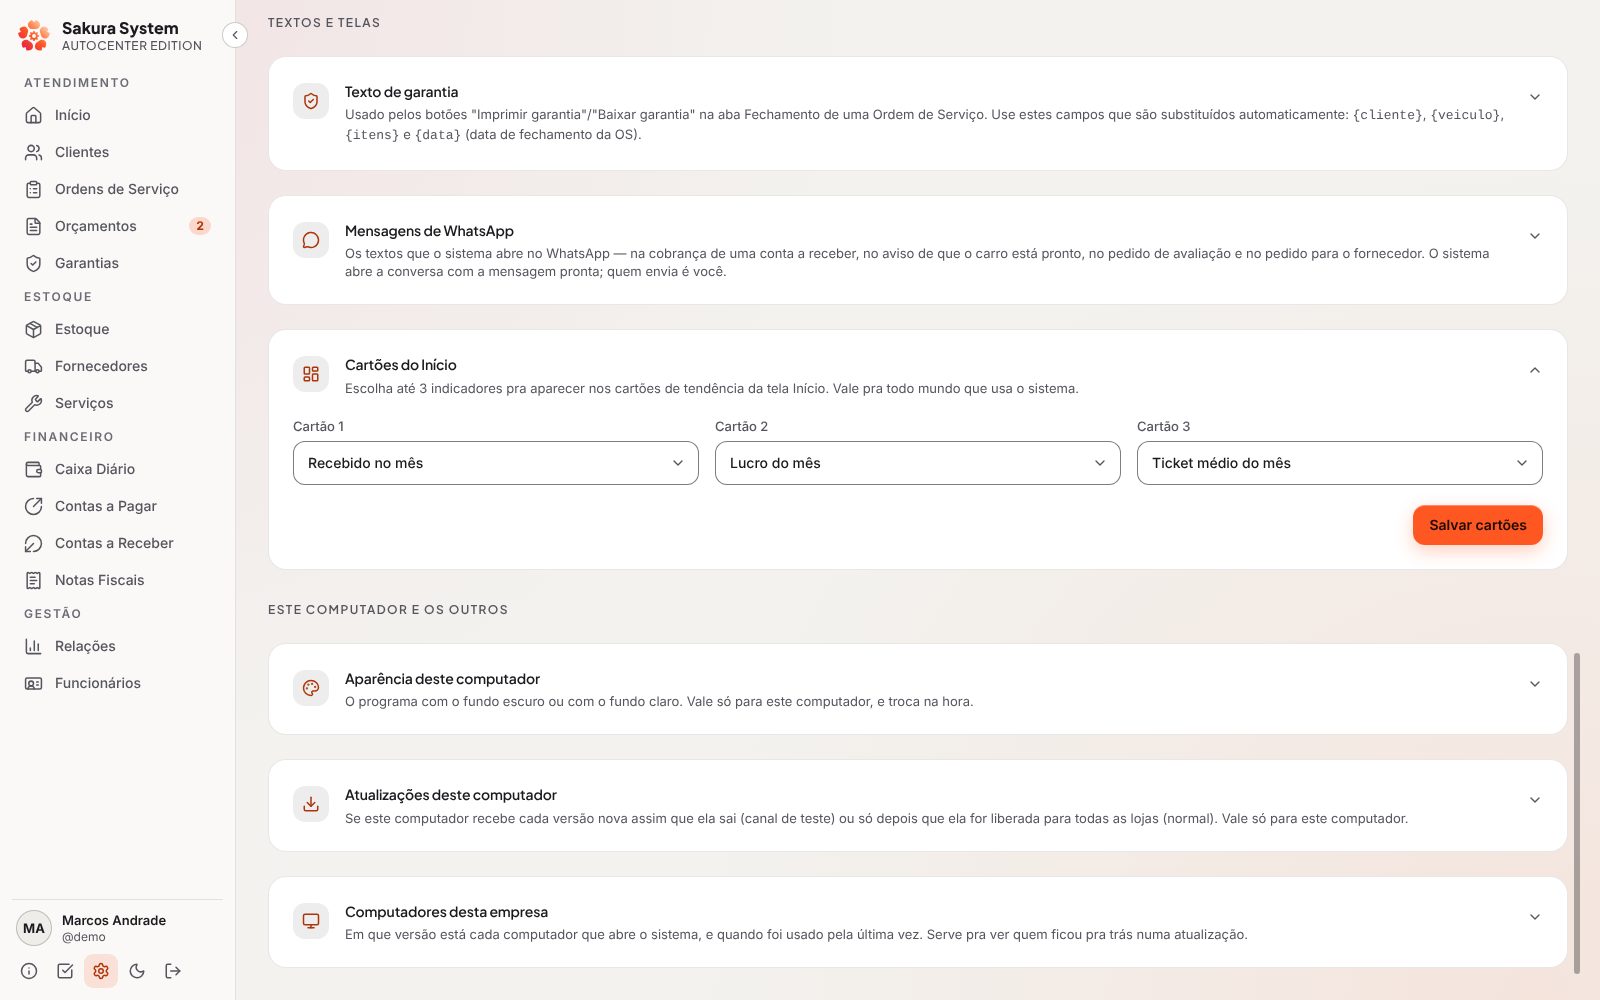 Sakura System
AUTOCENTER EDITION
ATENDIMENTO
Início
Clientes
Ordens de Serviço
Orçamentos 2
Garantias
ESTOQUE
Estoque
Fornecedores
Serviços
FINANCEIRO
Caixa Diário
Contas a Pagar
Contas a Receber
Notas Fiscais
GESTÃO
Relações
Funcionários
MA
Marcos Andrade
@demo
TEXTOS E TELAS
Texto de garantia
Usado pelos botões "Imprimir garantia"/"Baixar garantia" na aba Fechamento de uma Ordem de Serviço. Use estes campos que são substituídos automaticamente: {cliente}, {veiculo},
{itens} e {data} (data de fechamento da OS).
Mensagens de WhatsApp
Os textos que o sistema abre no WhatsApp — na cobrança de uma conta a receber, no aviso de que o carro está pronto, no pedido de avaliação e no pedido para o fornecedor. O sistema
abre a conversa com a mensagem pronta; quem envia é você.
Cartões do Início
Escolha até 3 indicadores pra aparecer nos cartões de tendência da tela Início. Vale pra todo mundo que usa o sistema.
Cartão 1
Recebido no mês
Cartão 2
Lucro do mês
Cartão 3
Ticket médio do mês
Salvar cartões
ESTE COMPUTADOR E OS OUTROS
Aparência deste computador
O programa com o fundo escuro ou com o fundo claro. Vale só para este computador, e troca na hora.
Atualizações deste computador
Se este computador recebe cada versão nova assim que ela sai (canal de teste) ou só depois que ela for liberada para todas as lojas (normal). Vale só para este computador.
Computadores desta empresa
Em que versão está cada computador que abre o sistema, e quando foi usado pela última vez. Serve pra ver quem ficou pra trás numa atualização.